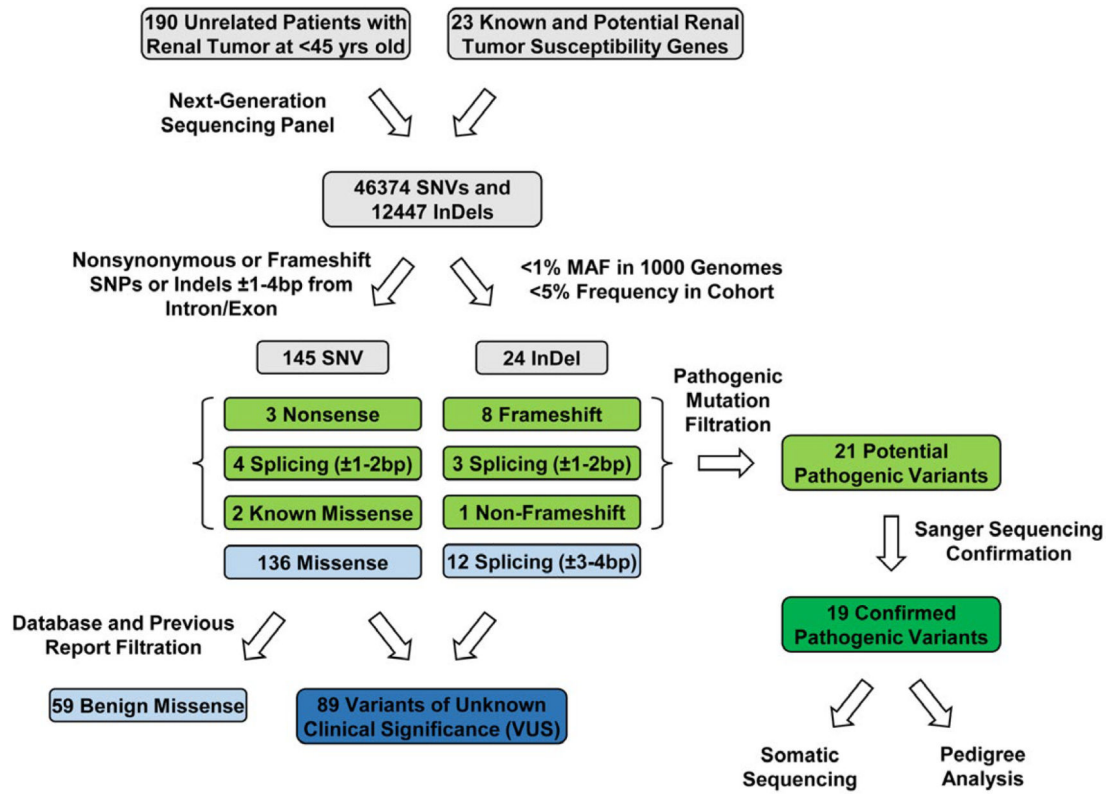 190 Unrelated Patients with
Renal Tumor at <45 yrs old
23 Known and Potential Renal
Tumor Susceptibility Genes
Next-Generation
Sequencing Panel
46374 SNVs and
12447 InDels
Nonsynonymous or Frameshift
SNPs or Indels ±1-4bp from
Intron/Exon
<1% MAF in 1000 Genomes
<5% Frequency in Cohort
145 SNV
24 InDel
3 Nonsense
8 Frameshift
4 Splicing (±1-2bp)
3 Splicing (±1-2bp)
2 Known Missense
1 Non-Frameshift
136 Missense
12 Splicing (±3-4bp)
Pathogenic
Mutation
Filtration
21 Potential
Pathogenic Variants
Sanger Sequencing
Confirmation
19 Confirmed
Pathogenic Variants
Database and Previous
Report Filtration
59 Benign Missense
89 Variants of Unknown
Clinical Significance (VUS)
Somatic
Sequencing
Pedigree
Analysis